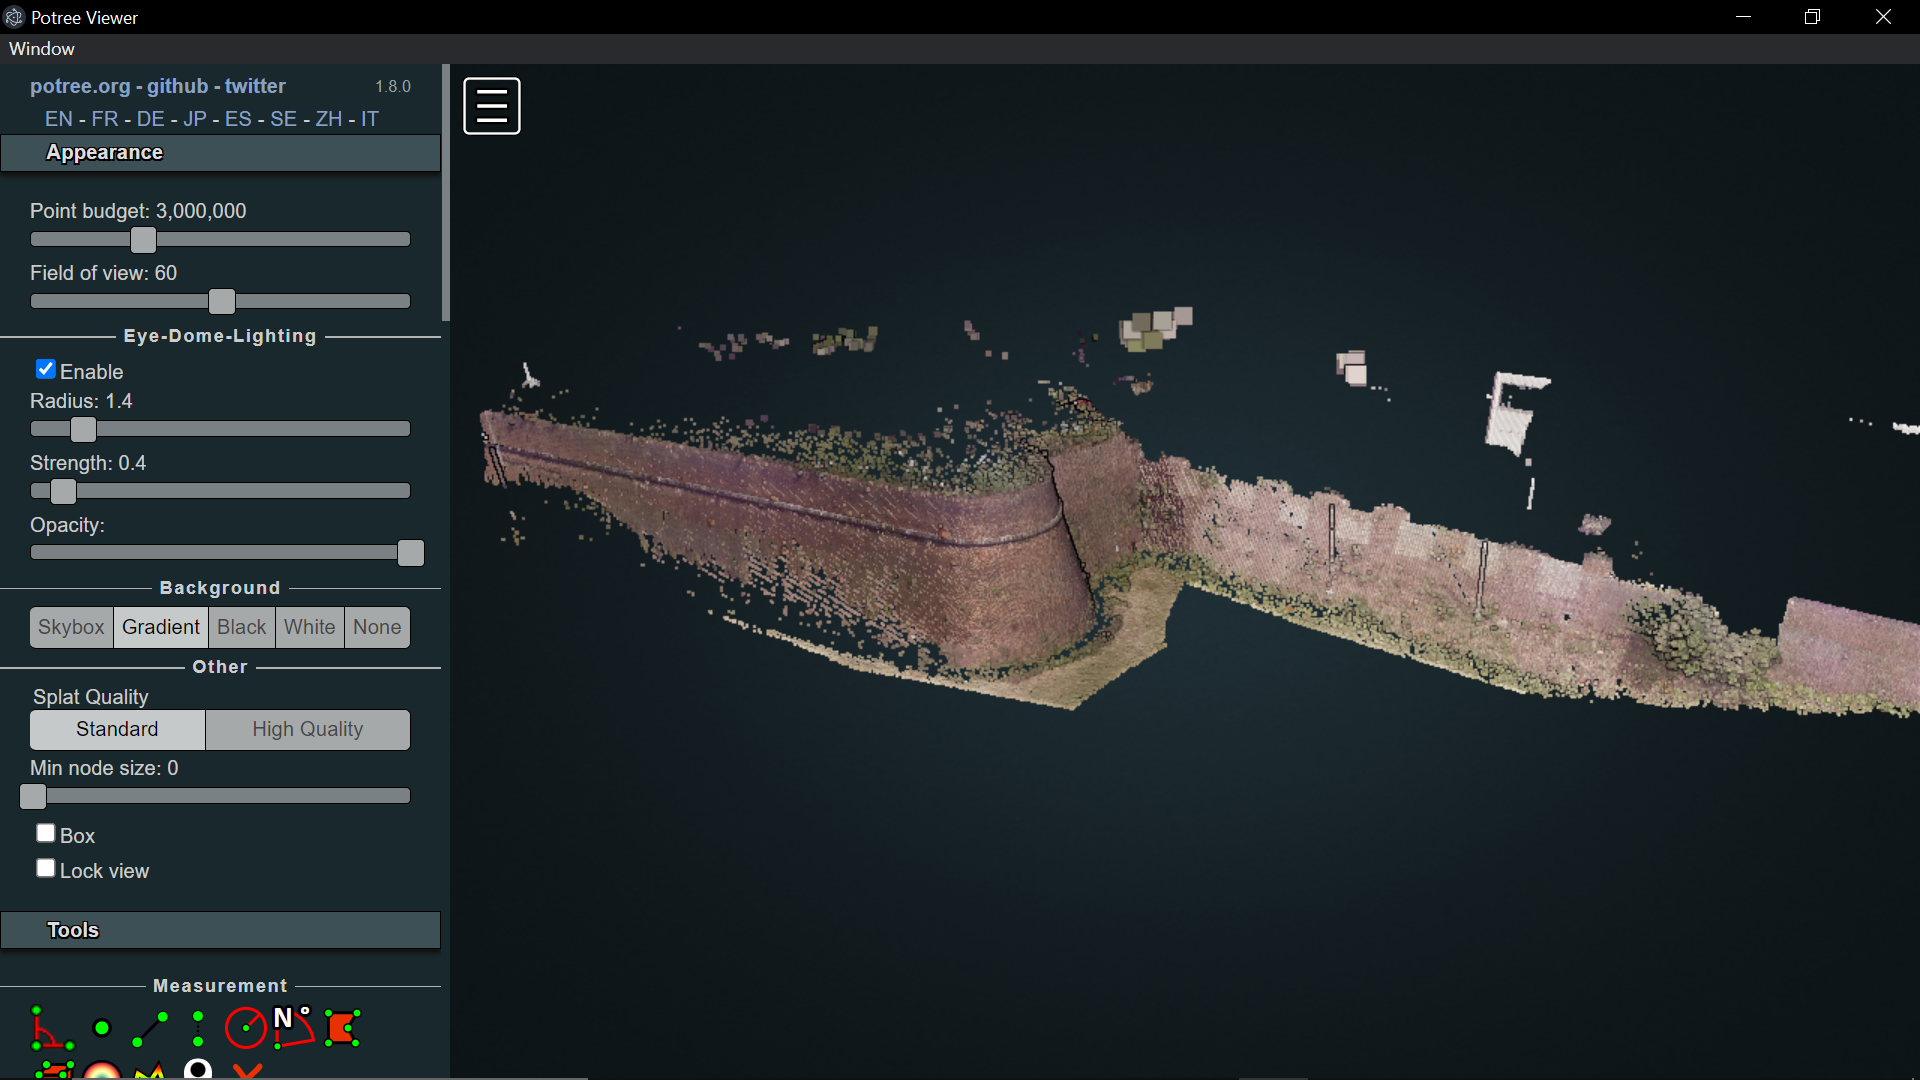 Potree Viewer
Window
potree.org - github - twitter 1.8.0
EN - FR - DE - JP - ES - SE - ZH - IT
Appearance
Point budget: 3,000,000
Field of view: 60
Eye-Dome-Lighting
Enable
Radius: 1.4
Strength: 0.4
Opacity:
Background
Skybox Gradient Black White None
Other
Splat Quality
Standard High Quality
Min node size: 0
Box
Lock view
Tools
Measurement
N°